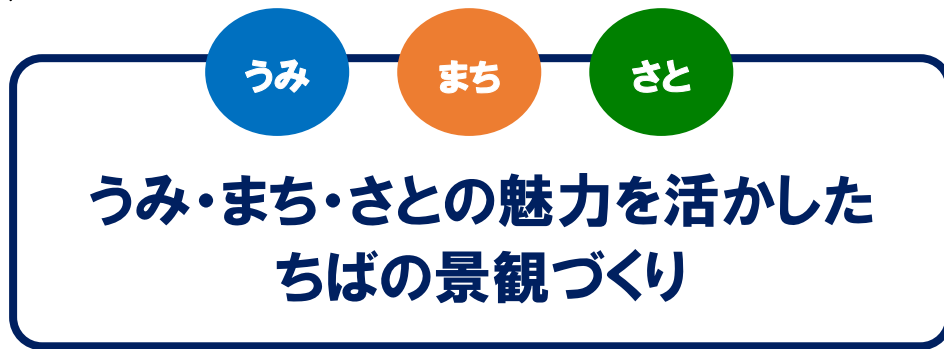 うみ
まち
さと
うみ・まち・さとの魅力を活かした
ちばの景観づくり